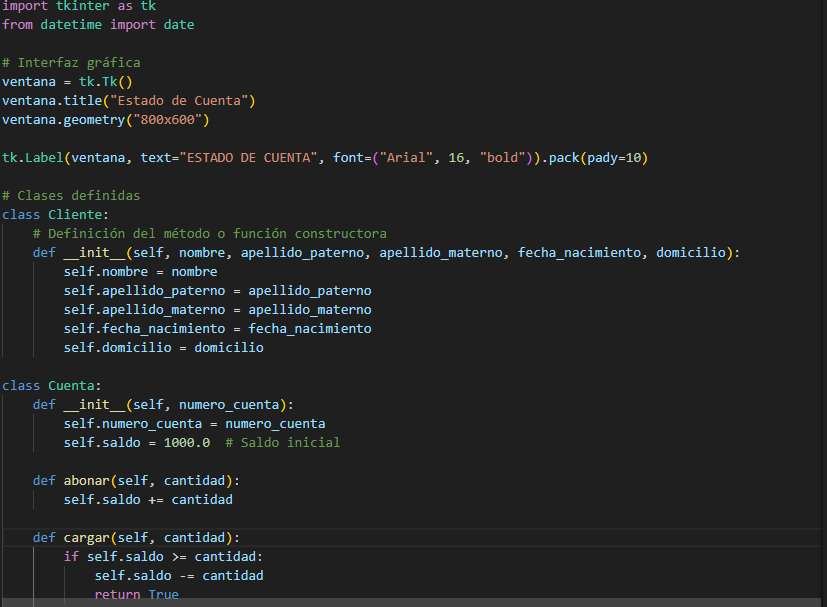 import tkinter as tk
from datetime import date
# Interfaz gráfica
ventana = tk.Tk()
ventana.title("Estado de Cuenta")
ventana.geometry("800x600")
tk.Label(ventana, text="ESTADO DE CUENTA", font=("Arial", 16, "bold")).pack(pady=10)
# Clases definidas
class Cliente:
    # Definición del método o función constructora
    def __init__(self, nombre, apellido_paterno, apellido_materno, fecha_nacimiento, domicilio):
        self.nombre = nombre
        self.apellido_paterno = apellido_paterno
        self.apellido_materno = apellido_materno
        self.fecha_nacimiento = fecha_nacimiento
        self.domicilio = domicilio
class Cuenta:
    def __init__(self, numero_cuenta):
        self.numero_cuenta = numero_cuenta
        self.saldo = 1000.0  # Saldo inicial
    def abonar(self, cantidad):
        self.saldo += cantidad
    def cargar(self, cantidad):
        if self.saldo >= cantidad:
            self.saldo -= cantidad
            return True